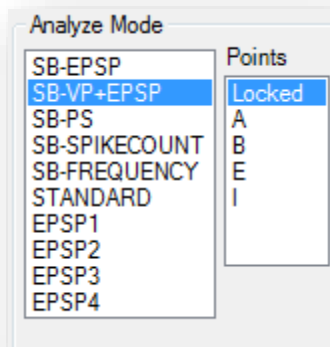 Analyze Mode
SB-EPSP
SB-VP+EPSP
SB-PS
SB-SPIKECOUNT
SB-FREQUENCY
STANDARD
EPSP1
EPSP2
EPSP3
EPSP4
Points
Locked
A
B
E
I